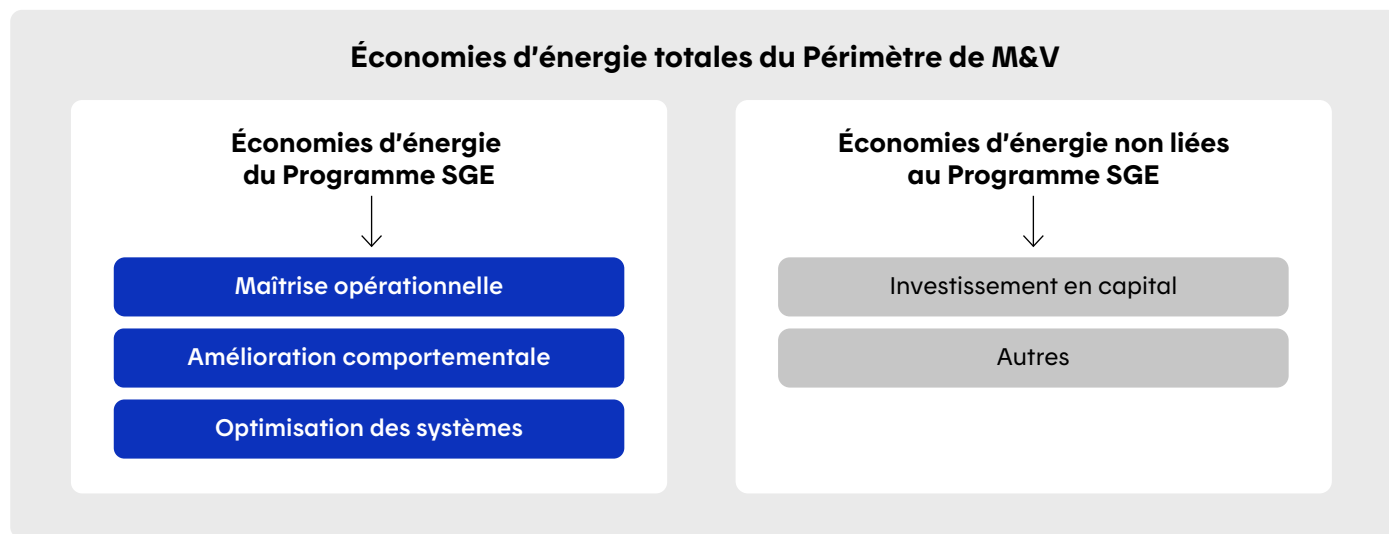 Économies d'énergie totales du Périmètre de M&V
Économies d'énergie
du Programme SGE
Maîtrise opérationnelle
Amélioration comportementale
Optimisation des systèmes
Économies d'énergie non liées
au Programme SGE
Investissement en capital
Autres